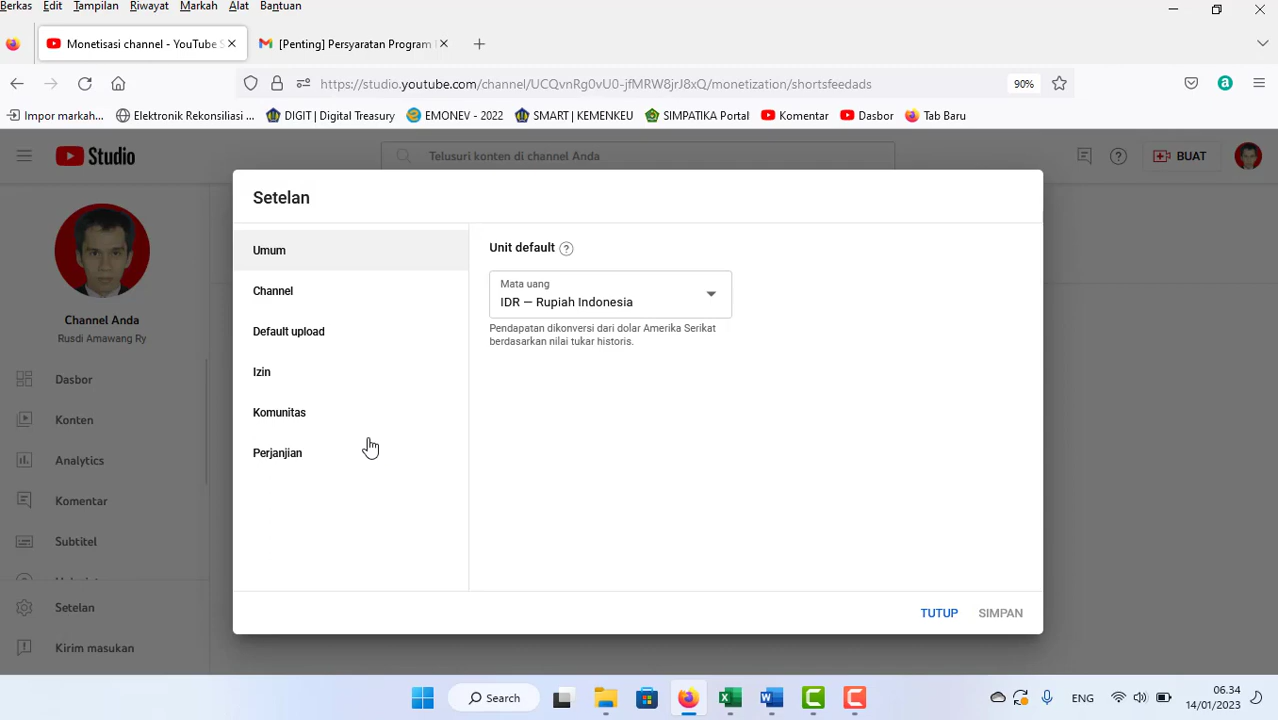 Berkas Edit Tampilan Riwayat Markah Alat Bantuan
Monetisasi channel - YouTube S
[Penting] Persyaratan Program
https://studio.youtube.com/channel/UCQvnRg0vU0-jfMRW8jrJ8xQ/monetization/shortsfeedads
90%
Impor markah... Elektronik Rekonsiliasi ... DIGIT | Digital Treasury EMONEV - 2022 SMART | KEMENKEU SIMPATIKA Portal Komentar Dasbor Tab Baru
Studio
Telusuri konten di channel Anda
BUAT
Setelan
Umum
Channel
Default upload
Izin
Komunitas
Perjanjian
Unit default
Mata uang
IDR — Rupiah Indonesia
Pendapatan dikonversi dari dolar Amerika Serikat
berdasarkan nilai tukar historis.
TUTUP SIMPAN
Channel Anda
Rusdi Amawang Ry
Dasbor
Konten
Analytics
Komentar
Subtitel
Setelan
Kirim masukan
Search
ENG
06.34
14/01/2023